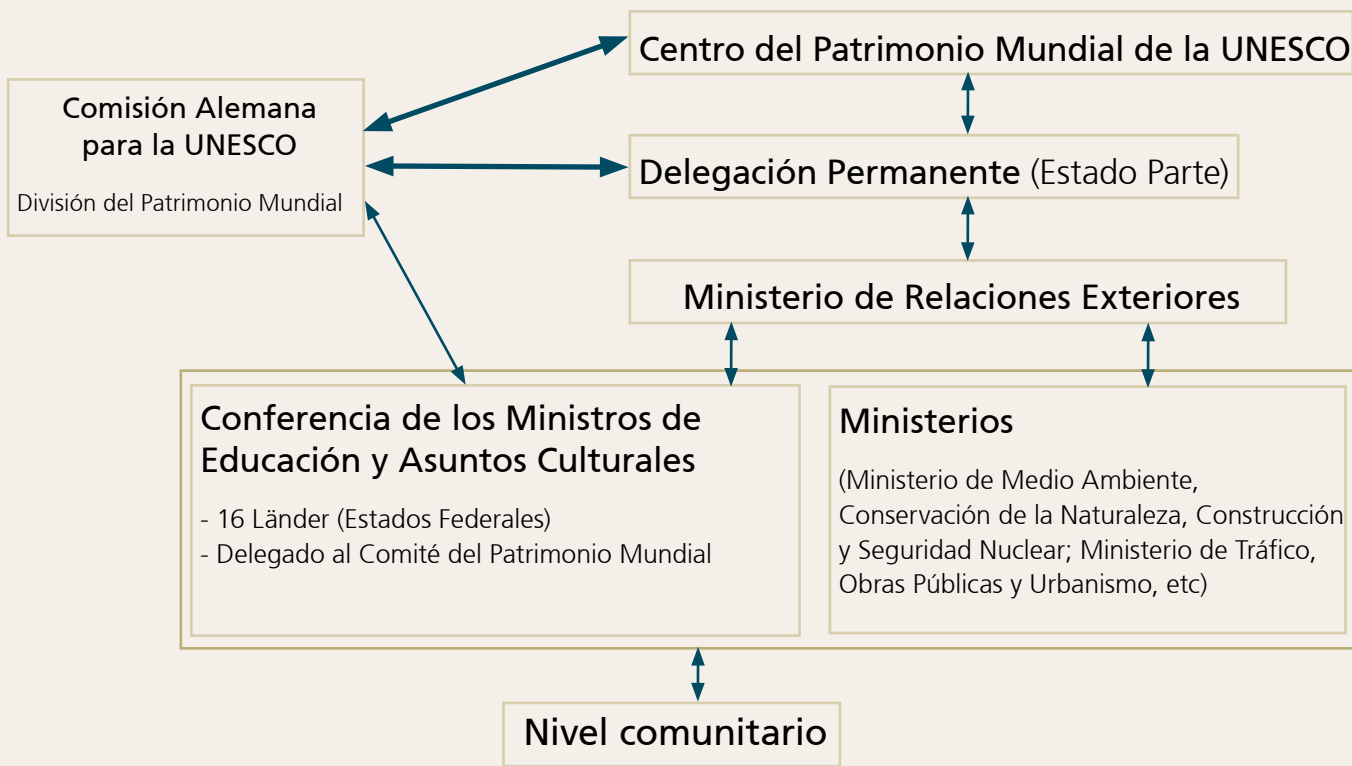 Centro del Patrimonio Mundial de la UNESCO
Comisión Alemana
para la UNESCO
División del Patrimonio Mundial
Delegación Permanente (Estado Parte)
Ministerio de Relaciones Exteriores
Conferencia de los Ministros de
Educación y Asuntos Culturales
- 16 Länder (Estados Federales)
- Delegado al Comité del Patrimonio Mundial
Ministerios
(Ministerio de Medio Ambiente,
Conservación de la Naturaleza, Construcción
y Seguridad Nuclear; Ministerio de Tráfico,
Obras Públicas y Urbanismo, etc)
Nivel comunitario